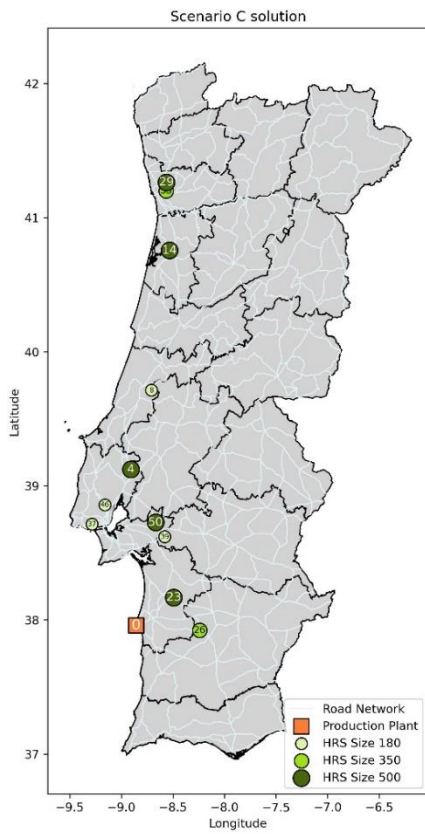 Scenario C solution
42
41
40
39
38
37
Latitude
29
14
8
4
46
37
50
39
23
0
26
Road Network
Production Plant
HRS Size 180
HRS Size 350
HRS Size 500
−9.5 −9.0 −8.5 −8.0 −7.5 −7.0 −6.5
Longitude